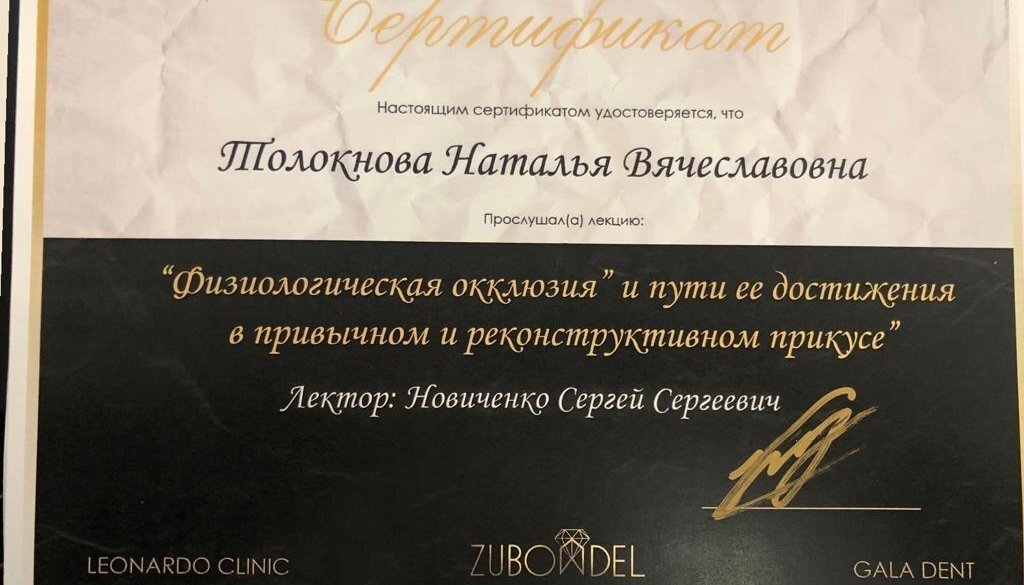 Сертификат
Настоящим сертификатом удостоверяется, что
Толокнова Наталья Вячеславовна
Прослушал(а) лекцию:
“Физиологическая окклюзия” и пути ее достижения
в привычном и реконструктивном прикусе”
Лектор: Новиченко Сергей Сергеевич
LEONARDO CLINIC
ZUBODEL
GALA DENT